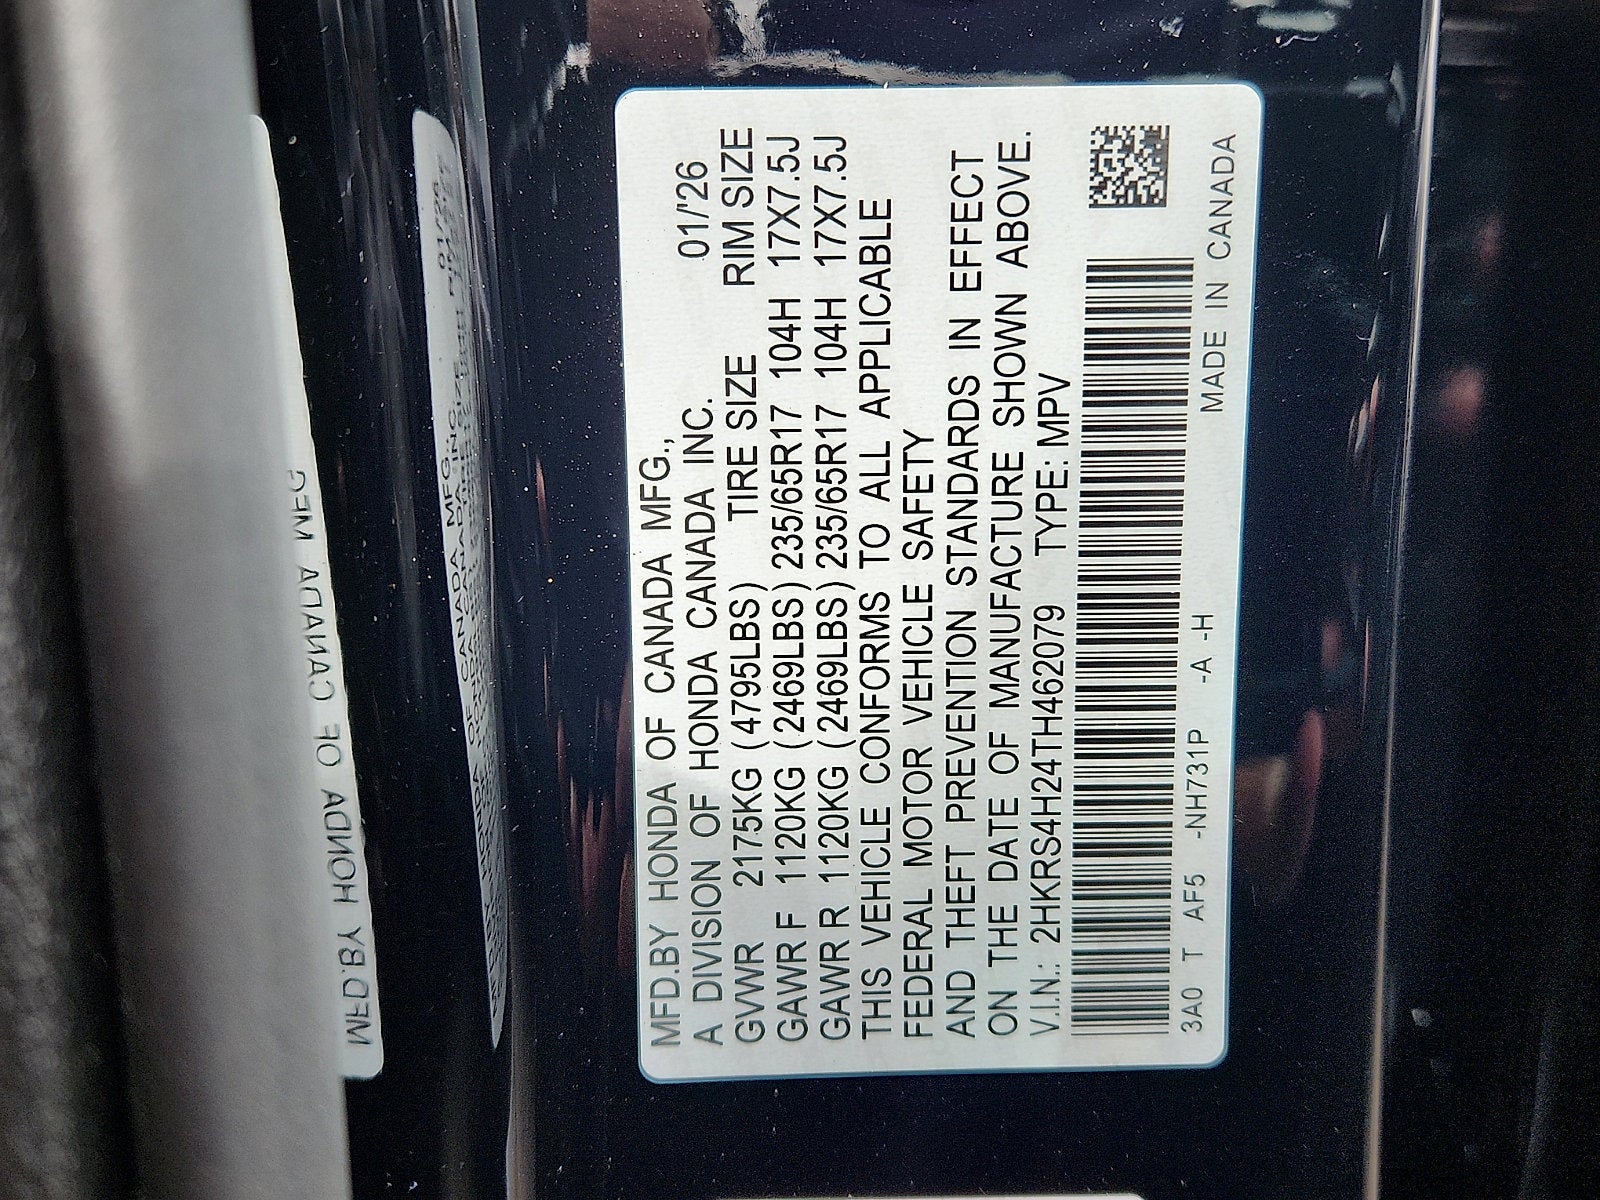 MFD.BY HONDA OF CANADA MFG.,
A DIVISION OF HONDA CANADA INC. 01/'26
GVWR 2175KG (4795LBS) TIRE SIZE RIM SIZE
GAWR F 1120KG (2469LBS) 235/65R17 104H 17X7.5J
GAWR R 1120KG (2469LBS) 235/65R17 104H 17X7.5J
THIS VEHICLE CONFORMS TO ALL APPLICABLE
FEDERAL MOTOR VEHICLE SAFETY
AND THEFT PREVENTION STANDARDS IN EFFECT
ON THE DATE OF MANUFACTURE SHOWN ABOVE.
V.I.N.: 2HKRS4H24TH462079 TYPE: MPV
3A0 T AF5 -NH731P -A -H MADE IN CANADA